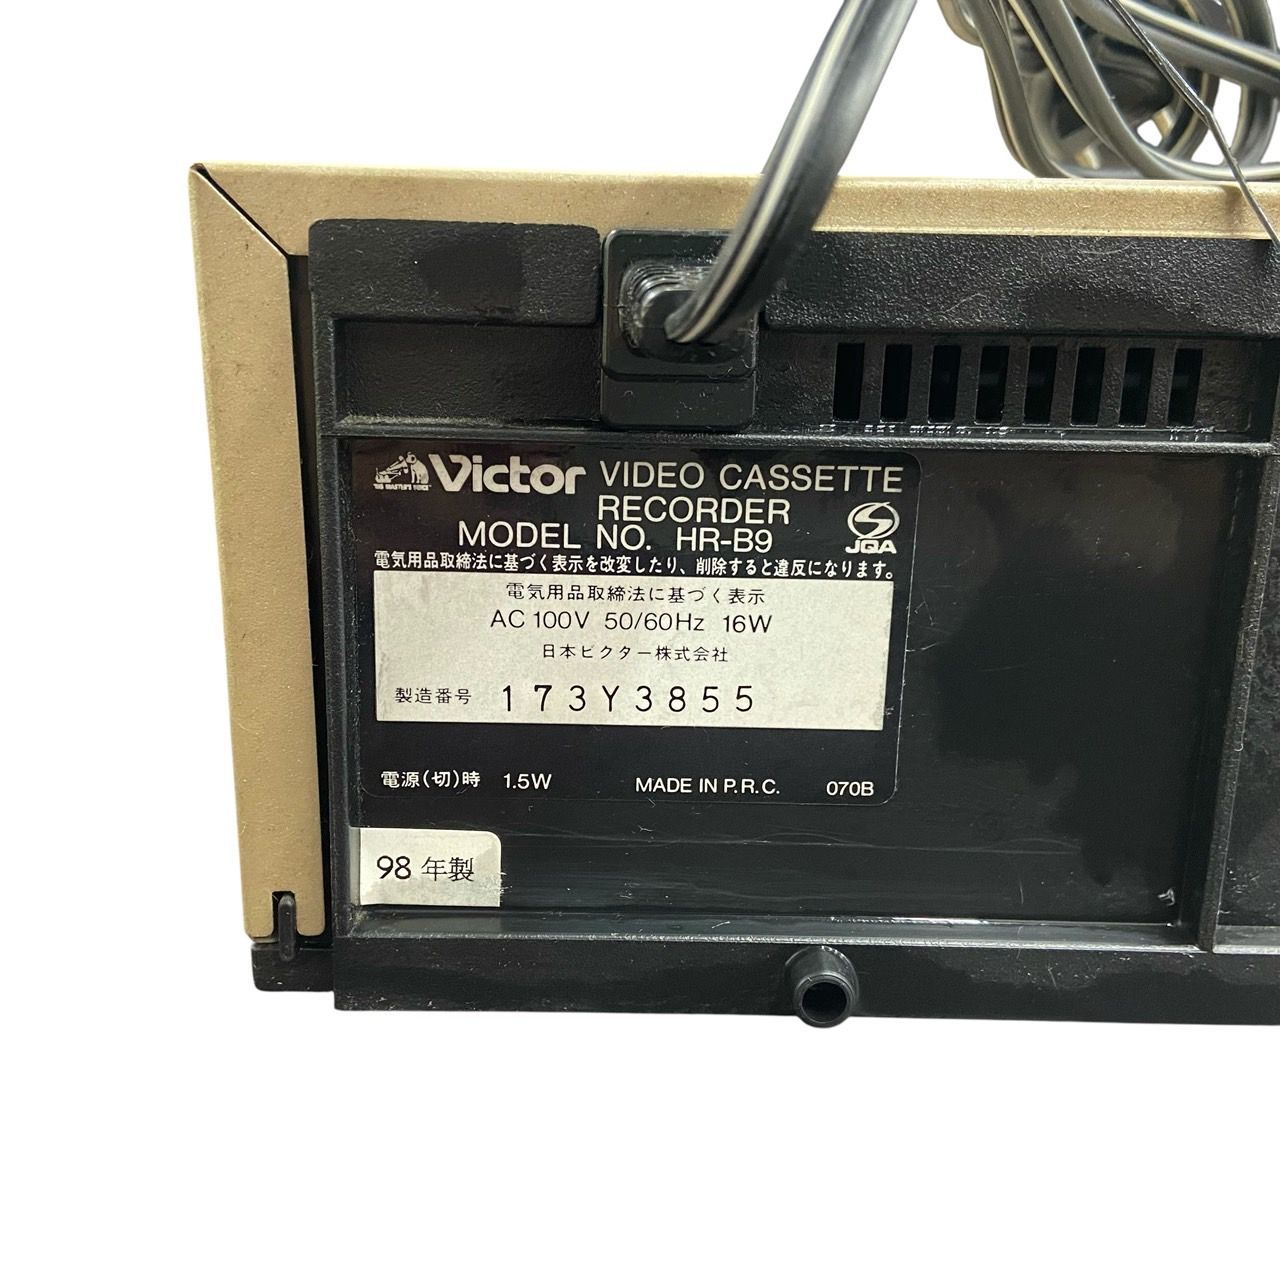 Victor VIDEO CASSETTE
RECORDER
MODEL NO. HR-B9
JQA
"HIS MASTER'S VOICE"
電気用品取締法に基づく表示を改変したり、削除すると違反になります。
電気用品取締法に基づく表示
AC 100V 50/60Hz 16W
日本ビクター株式会社
製造番号 173Y3855
電源(切)時 1.5W MADE IN P.R.C. 070B
98 年製